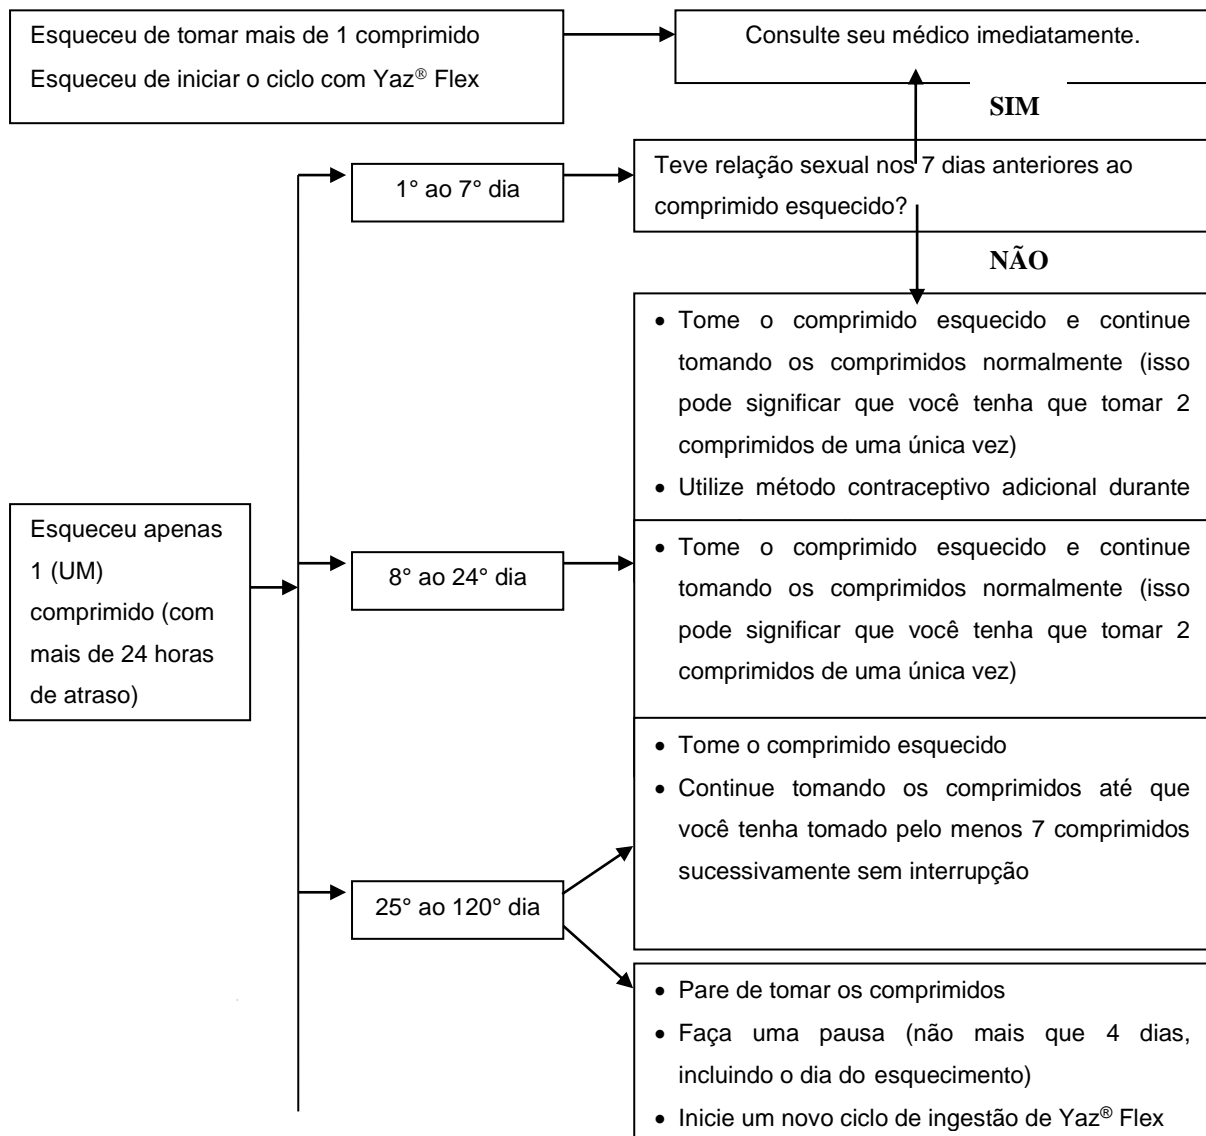 Esqueceu de tomar mais de 1 comprimido
Esqueceu de iniciar o ciclo com Yaz® Flex
Consulte seu médico imediatamente.
SIM
1° ao 7° dia
Teve relação sexual nos 7 dias anteriores ao
comprimido esquecido?
NÃO
• Tome o comprimido esquecido e continue
tomando os comprimidos normalmente (isso
pode significar que você tenha que tomar 2
comprimidos de uma única vez)
• Utilize método contraceptivo adicional durante
Esqueceu apenas
1 (UM)
comprimido (com
mais de 24 horas
de atraso)
8° ao 24° dia
• Tome o comprimido esquecido e continue
tomando os comprimidos normalmente (isso
pode significar que você tenha que tomar 2
comprimidos de uma única vez)
25° ao 120° dia
• Tome o comprimido esquecido
• Continue tomando os comprimidos até que
você tenha tomado pelo menos 7 comprimidos
sucessivamente sem interrupção
• Pare de tomar os comprimidos
• Faça uma pausa (não mais que 4 dias,
incluindo o dia do esquecimento)
• Inicie um novo ciclo de ingestão de Yaz® Flex